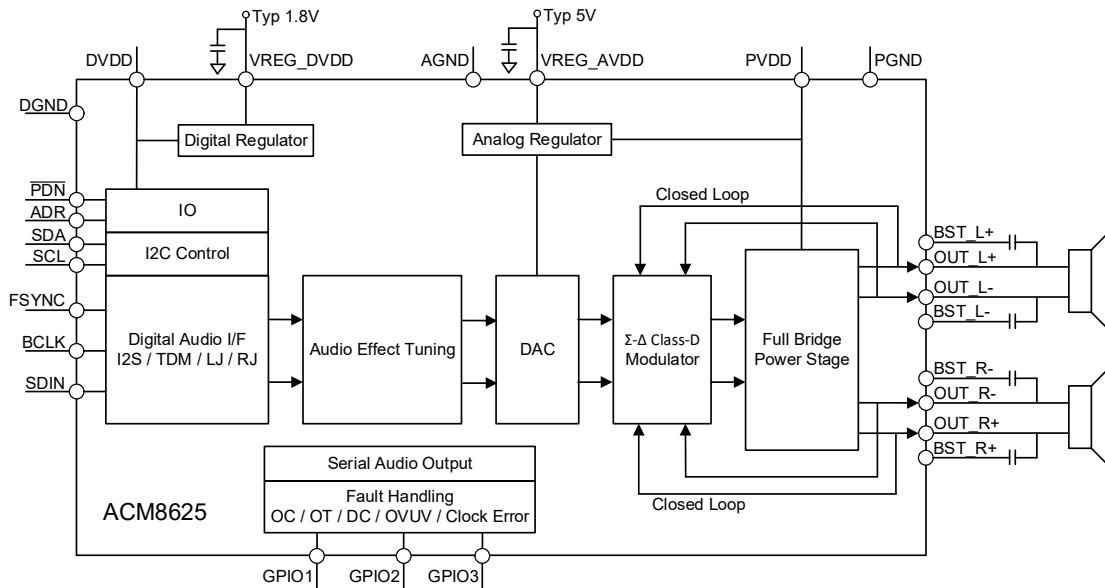 Typ 1.8V
Typ 5V
DVDD
VREG_DVDD
AGND
VREG_AVDD
PVDD
PGND
DGND
Digital Regulator
Analog Regulator
PDN
ADR
SDA
SCL
FSYNC
BCLK
SDIN
IO
I2C Control
Digital Audio I/F
I2S / TDM / LJ / RJ
Audio Effect Tuning
DAC
Closed Loop
Σ-Δ Class-D
Modulator
Full Bridge
Power Stage
BST_L+
OUT_L+
OUT_L-
BST_L-
BST_R-
OUT_R-
OUT_R+
BST_R+
Closed Loop
Serial Audio Output
Fault Handling
OC / OT / DC / OVUV / Clock Error
ACM8625
GPIO1
GPIO2
GPIO3